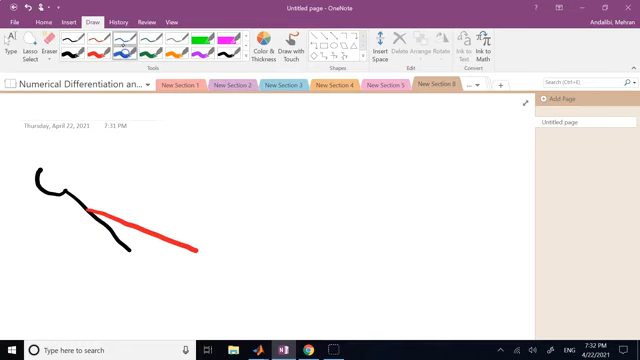 Untitled page - OneNote
Andalibi, Mehran
File Home Insert Draw History Review View
Type Lasso Select Eraser Color & Thickness Draw with Touch Insert Space Delete Arrange Rotate Ink to Text Ink to Math
Tools Shapes Edit Convert
Numerical Differentiation an... New Section 1 New Section 2 New Section 3 New Section 4 New Section 5 New Section 8 ... + Search (Ctrl+E)
Add Page
Untitled page
Thursday, April 22, 2021 7:31 PM
Type here to search
ENG
7:32 PM
4/22/2021